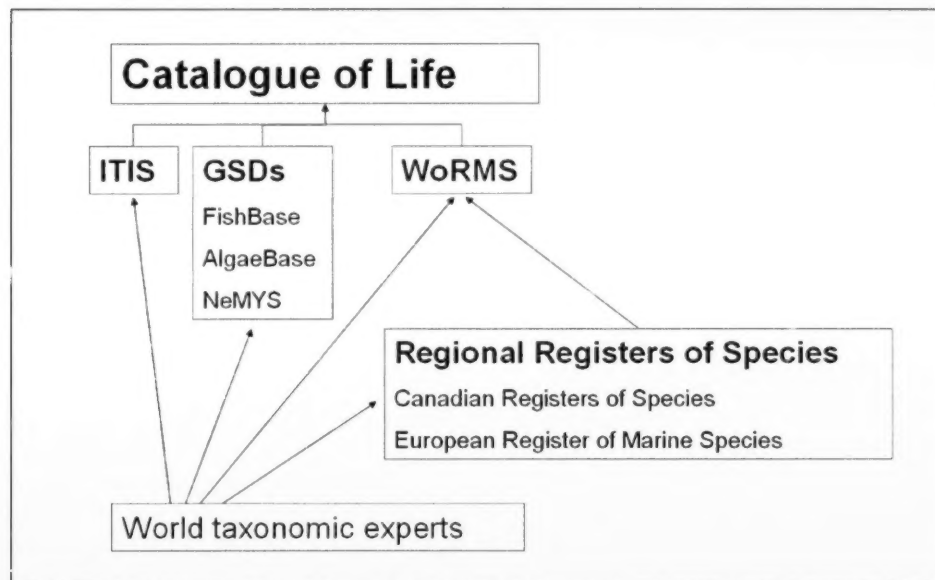 Catalogue of Life
ITIS
GSDs
FishBase
AlgaeBase
NeMYS
WoRMS
Regional Registers of Species
Canadian Registers of Species
European Register of Marine Species
World taxonomic experts